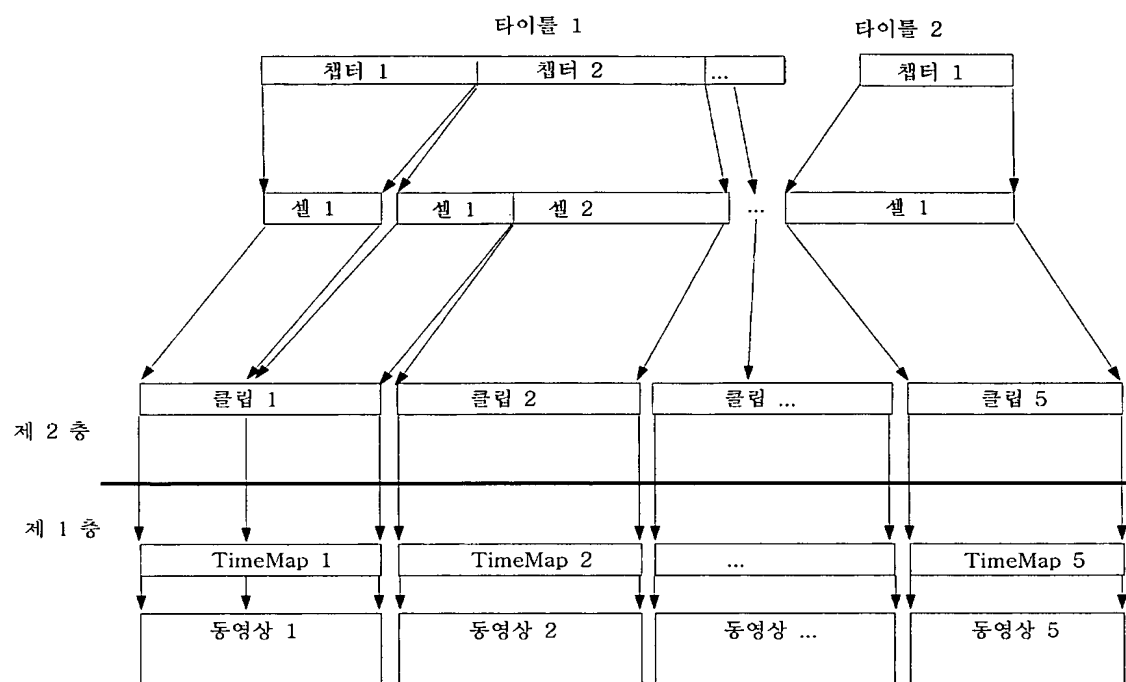 타이틀 1
타이틀 2
챕터 1 챕터 2 ... 챕터 1
셀 1 셀 1 셀 2 ... 셀 1
클립 1 클립 2 클립 ... 클립 5
제 2 층
제 1 층
TimeMap 1 TimeMap 2 ... TimeMap 5
동영상 1 동영상 2 동영상 ... 동영상 5